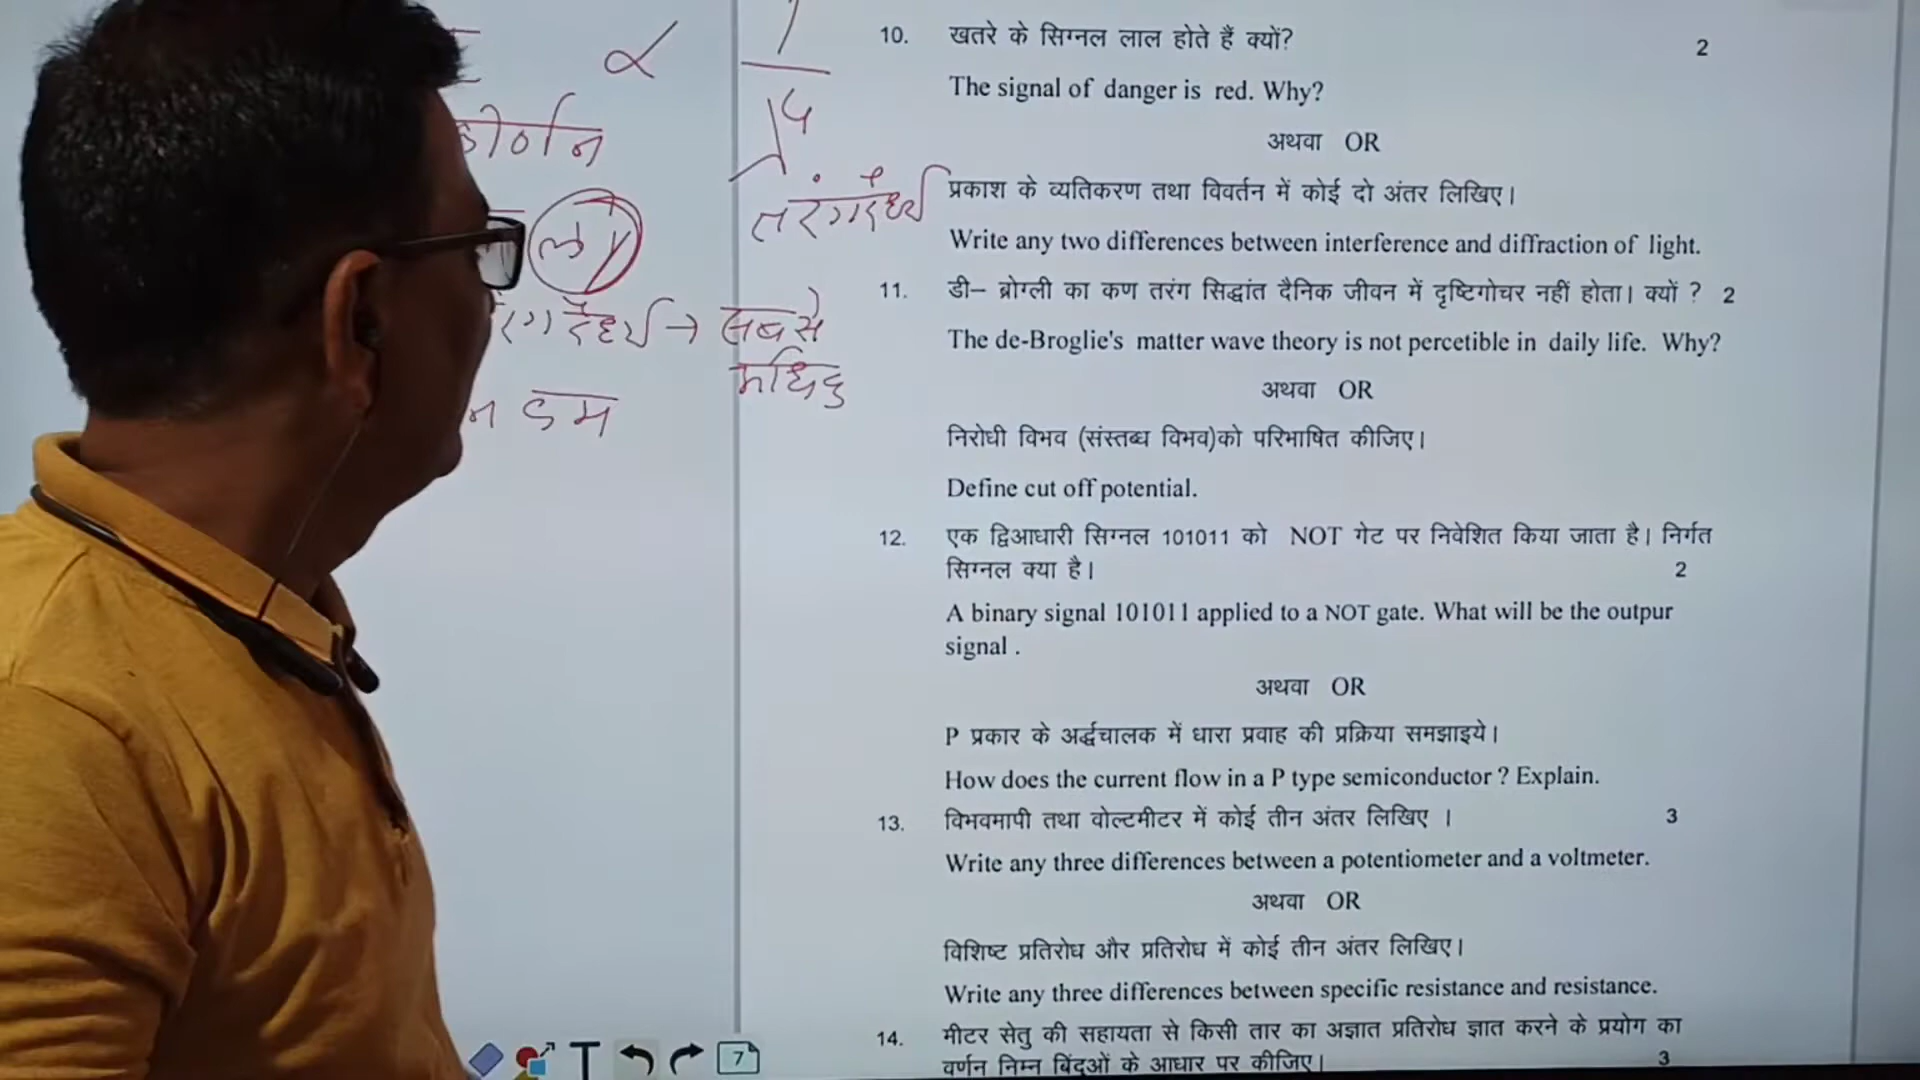 α 1
λ4
तरंगदैर्ध्य
सबसे
कम
10. खतरे के सिग्नल लाल होते हैं क्यों? 2
The signal of danger is red. Why?
अथवा OR
प्रकाश के व्यतिकरण तथा विवर्तन में कोई दो अंतर लिखिए।
Write any two differences between interference and diffraction of light.
11. डी– ब्रोग्ली का कण तरंग सिद्धांत दैनिक जीवन में दृष्टिगोचर नहीं होता। क्यों ? 2
The de-Broglie's matter wave theory is not percetible in daily life. Why?
अथवा OR
निरोधी विभव (संस्तब्ध विभव)को परिभाषित कीजिए।
Define cut off potential.
12. एक द्विआधारी सिग्नल 101011 को NOT गेट पर निवेशित किया जाता है। निर्गत
सिग्नल क्या है। 2
A binary signal 101011 applied to a NOT gate. What will be the outpur
signal .
अथवा OR
P प्रकार के अर्द्धचालक में धारा प्रवाह की प्रक्रिया समझाइये।
How does the current flow in a P type semiconductor ? Explain.
13. विभवमापी तथा वोल्टमीटर में कोई तीन अंतर लिखिए । 3
Write any three differences between a potentiometer and a voltmeter.
अथवा OR
विशिष्ट प्रतिरोध और प्रतिरोध में कोई तीन अंतर लिखिए।
Write any three differences between specific resistance and resistance.
14. मीटर सेतु की सहायता से किसी तार का अज्ञात प्रतिरोध ज्ञात करने के प्रयोग का
वर्णन निम्न बिंदुओं के आधार पर कीजिए। 3
T 7